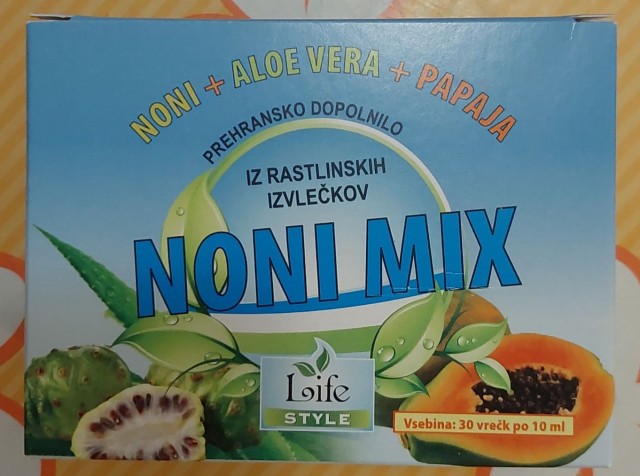 NONI + ALOE VERA + PAPAJA
PREHRANSKO DOPOLNILO
IZ RASTLINSKIH
IZVLEČKOV
NONI MIX
Life
STYLE
Vsebina: 30 vrečk po 10 ml